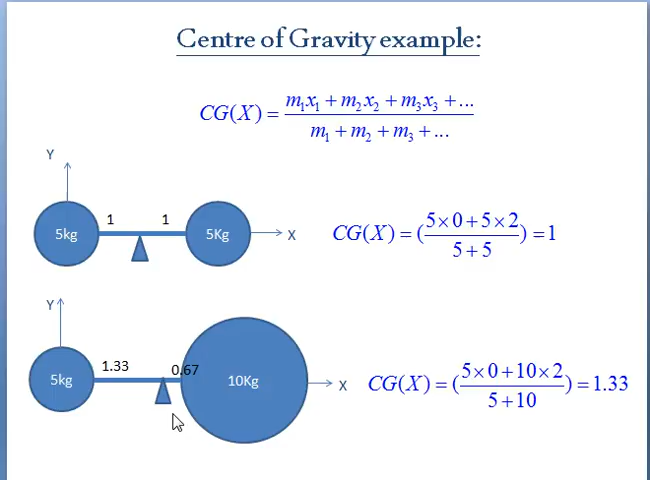 Centre of Gravity example:
CG(X) = (m₁x₁ + m₂x₂ + m₃x₃ + ...) / (m₁ + m₂ + m₃ + ...)
Y
1 1
5kg 5Kg X
CG(X) = ((5 × 0 + 5 × 2) / (5 + 5)) = 1
Y
1.33 0.67
5kg 10Kg X
CG(X) = ((5 × 0 + 10 × 2) / (5 + 10)) = 1.33